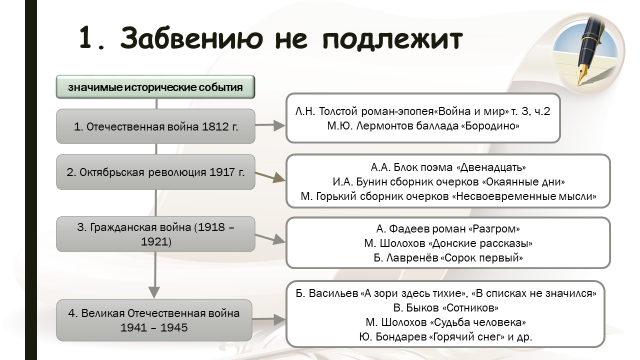 1. Забвению не подлежит
значимые исторические события
1. Отечественная война 1812 г.
Л.Н. Толстой роман-эпопея«Война и мир» т. 3, ч.2
М.Ю. Лермонтов баллада «Бородино»
2. Октябрьская революция 1917 г.
А.А. Блок поэма «Двенадцать»
И.А. Бунин сборник очерков «Окаянные дни»
М. Горький сборник очерков «Несвоевременные мысли»
3. Гражданская война (1918 –
1921)
А. Фадеев роман «Разгром»
М. Шолохов «Донские рассказы»
Б. Лавренёв «Сорок первый»
4. Великая Отечественная война
1941 – 1945
Б. Васильев «А зори здесь тихие», «В списках не значился»
В. Быков «Сотников»
М. Шолохов «Судьба человека»
Ю. Бондарев «Горячий снег» и др.